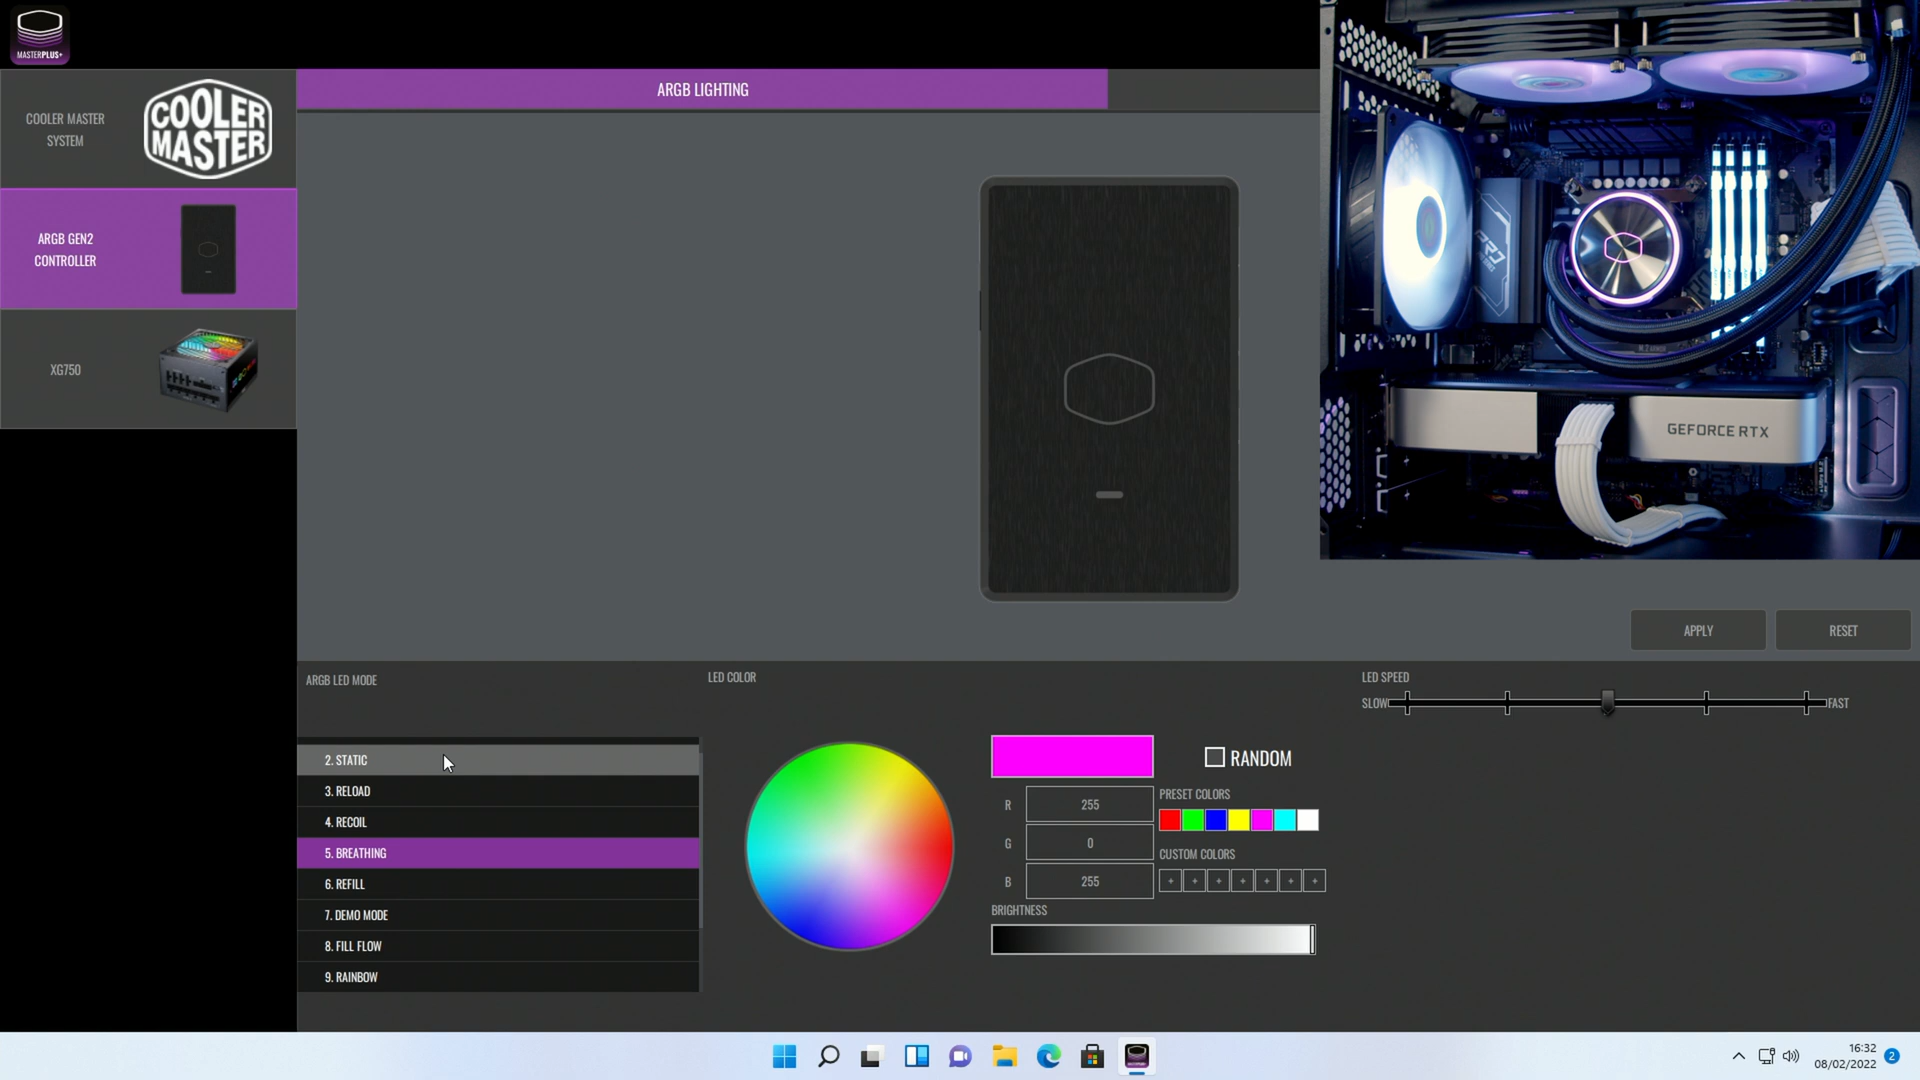 MASTERPLUS+
COOLER MASTER
SYSTEM
COOLER
MASTER
ARGB GEN2
CONTROLLER
XG750
ARGB LIGHTING
GEFORCE RTX
APPLY
RESET
ARGB LED MODE
2. STATIC
3. RELOAD
4. RECOIL
5. BREATHING
6. REFILL
7. DEMO MODE
8. FILL FLOW
9. RAINBOW
LED COLOR
RANDOM
R 255
G 0
B 255
PRESET COLORS
CUSTOM COLORS
+ + + + + + +
BRIGHTNESS
LED SPEED
SLOW FAST
16:32
08/02/2022
2